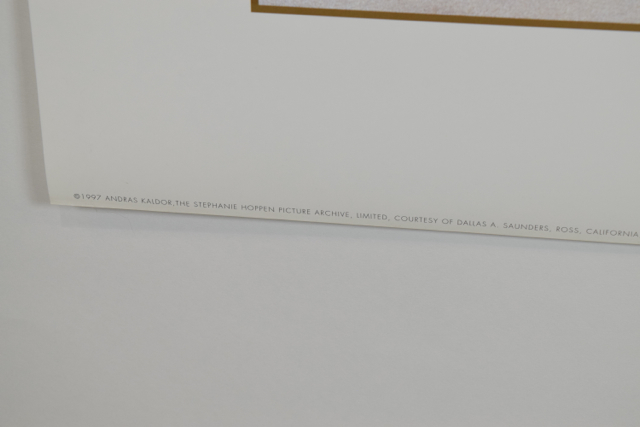 ©1997 ANDRAS KALDOR,THE STEPHANIE HOPPEN PICTURE ARCHIVE, LIMITED, COURTESY OF DALLAS A. SAUNDERS, ROSS, CALIFORNIA